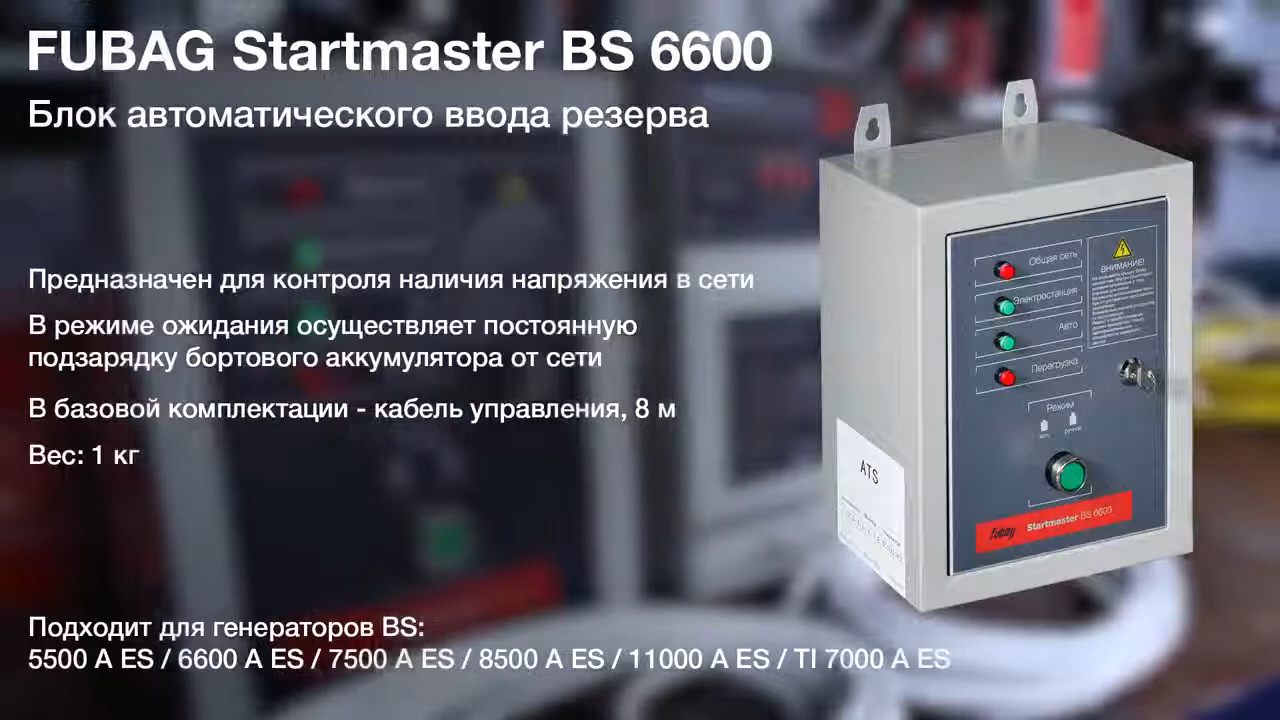 FUBAG Startmaster BS 6600
Блок автоматического ввода резерва
Предназначен для контроля наличия напряжения в сети
В режиме ожидания осуществляет постоянную
подзарядку бортового аккумулятора от сети
В базовой комплектации - кабель управления, 8 м
Вес: 1 кг
Подходит для генераторов BS:
5500 A ES / 6600 A ES / 7500 A ES / 8500 A ES / 11000 A ES / TI 7000 A ES
Общая сеть
Электростанция
Авто
Перегрузка
ВНИМАНИЕ!
Режим
ATS
Fubag Startmaster BS 6600